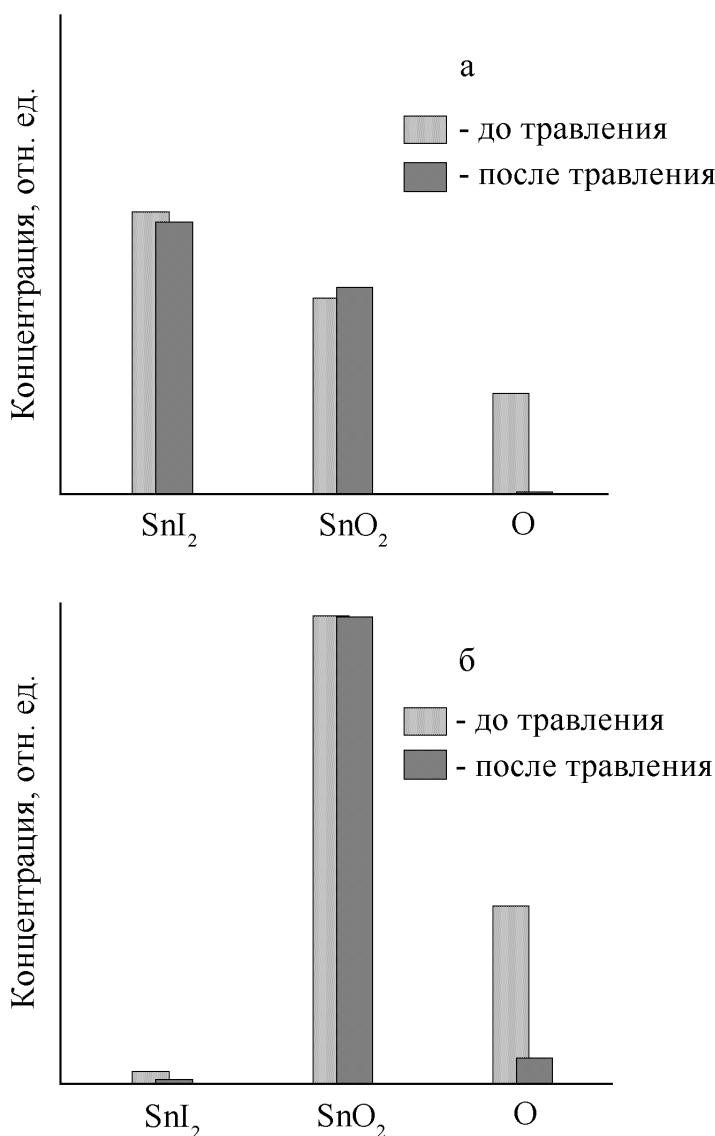 а
- до травления
- после травления
Концентрация, отн. ед.
SnI₂ SnO₂ O
б
- до травления
- после травления
Концентрация, отн. ед.
SnI₂ SnO₂ O